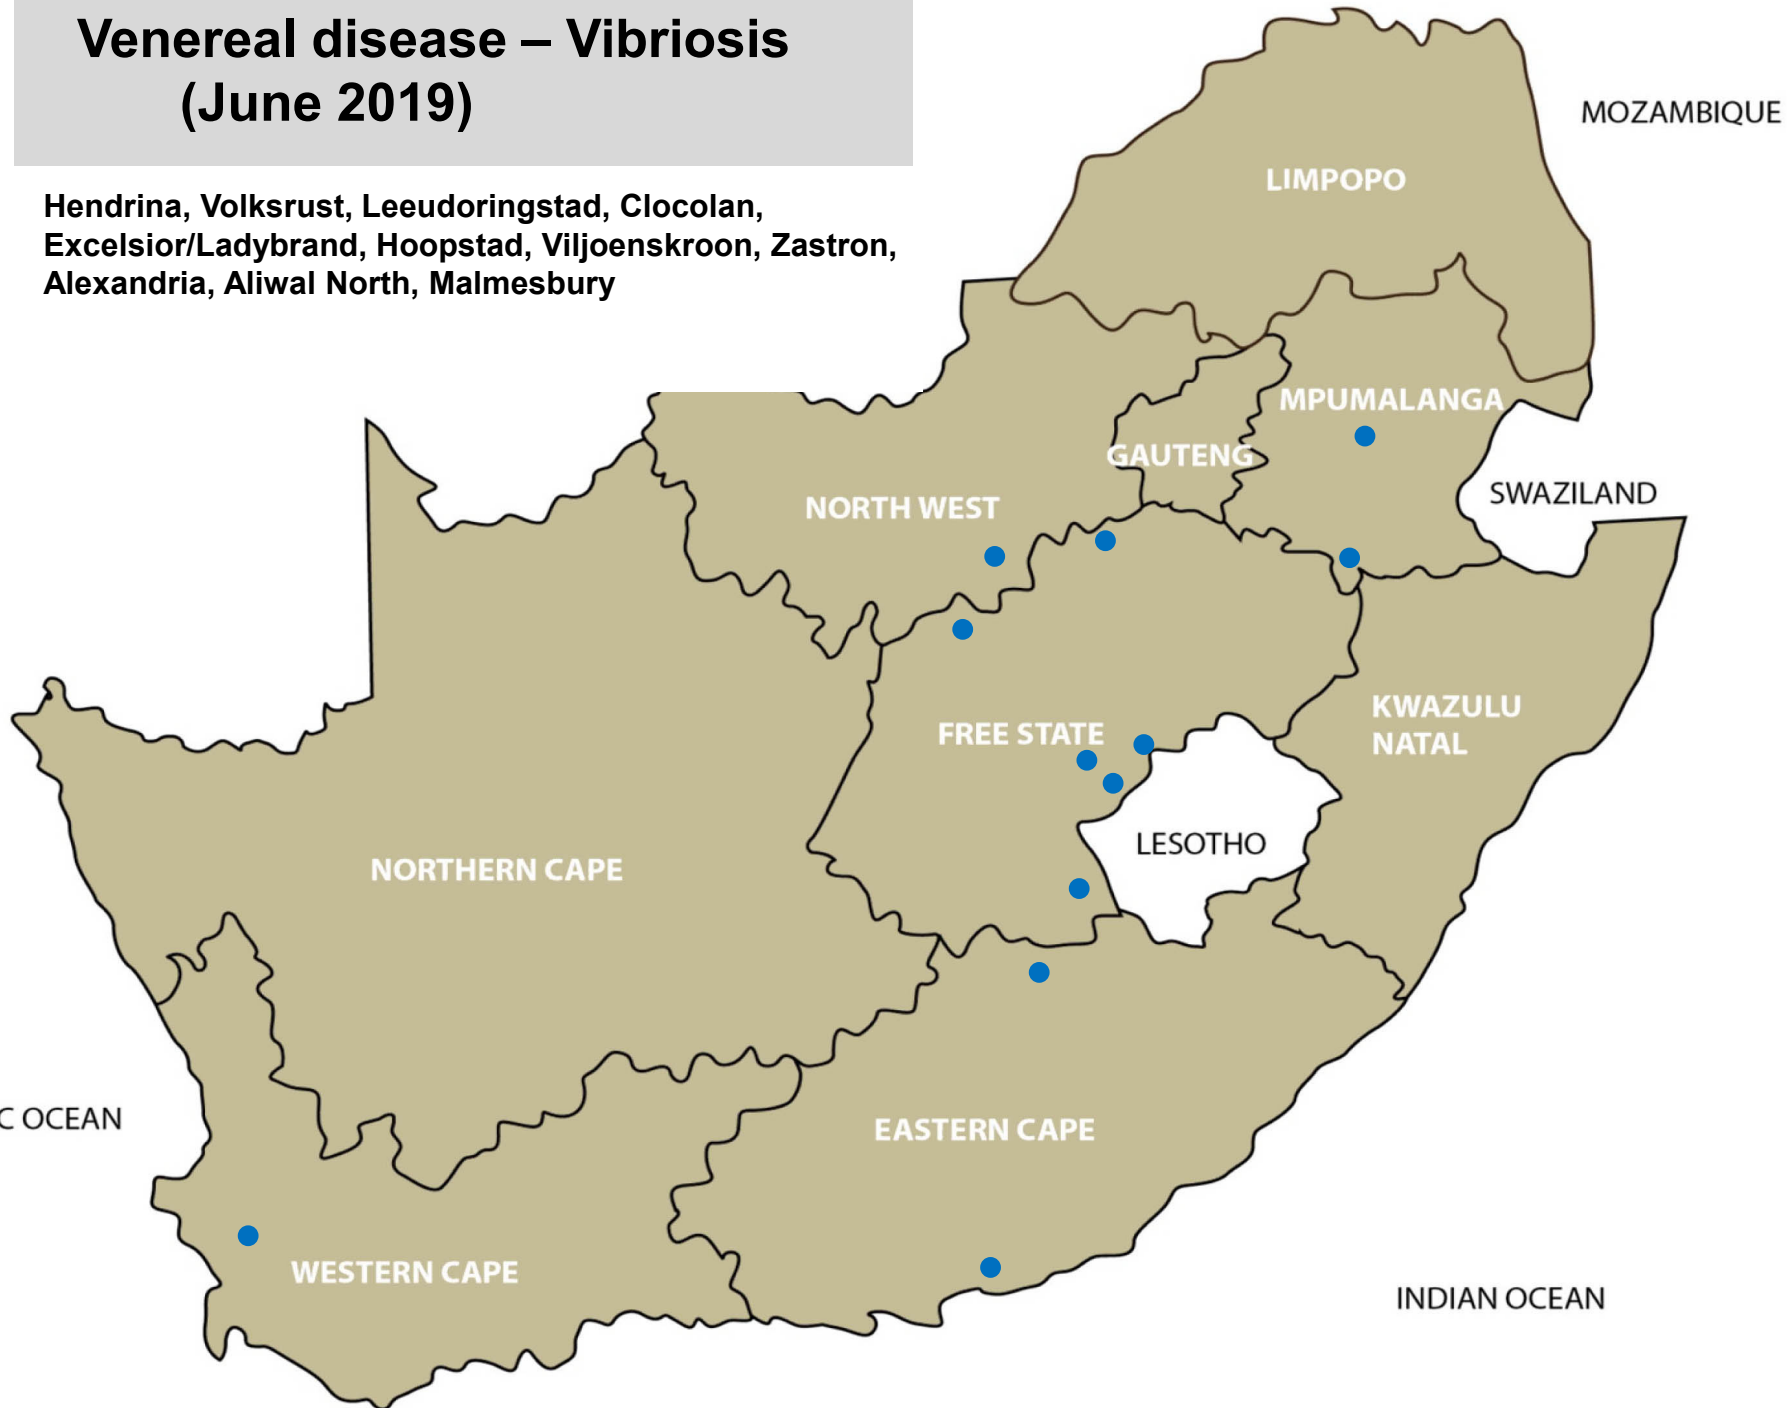 Venereal disease – Vibriosis
(June 2019)
Hendrina, Volksrust, Leeudoringstad, Clocolan,
Excelsior/Ladybrand, Hoopstad, Viljoenskroon, Zastron,
Alexandria, Aliwal North, Malmesbury
MOZAMBIQUE
LIMPOPO
MPUMALANGA
GAUTENG
SWAZILAND
NORTH WEST
KWAZULU
NATAL
FREE STATE
LESOTHO
NORTHERN CAPE
C OCEAN
EASTERN CAPE
WESTERN CAPE
INDIAN OCEAN